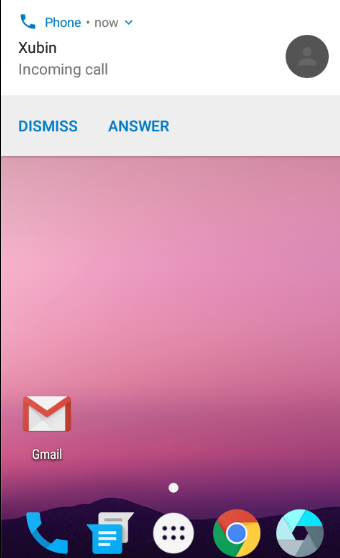 Phone • now
Xubin
Incoming call
DISMISS ANSWER
Gmail